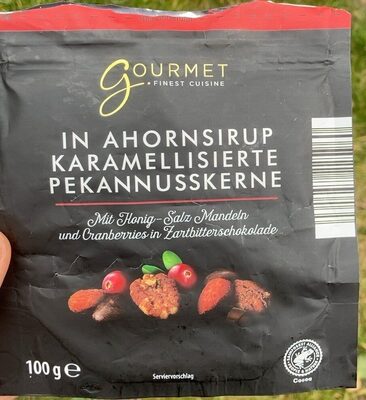 GOURMET
FINEST CUISINE
IN AHORNSIRUP
KARAMELLISIERTE
PEKANNUSSKERNE
Mit Honig-Salz Mandeln
und Cranberries in Zartbitterschokolade
100 g e
Serviervorschlag
Cocoa